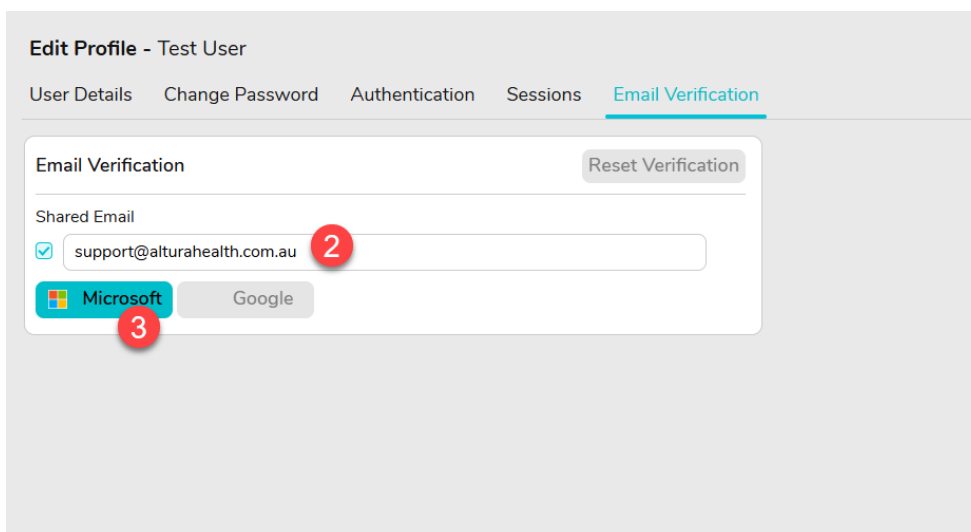 Edit Profile - Test User
User Details Change Password Authentication Sessions Email Verification
Email Verification Reset Verification
Shared Email
support@alturahealth.com.au 2
Microsoft Google
3